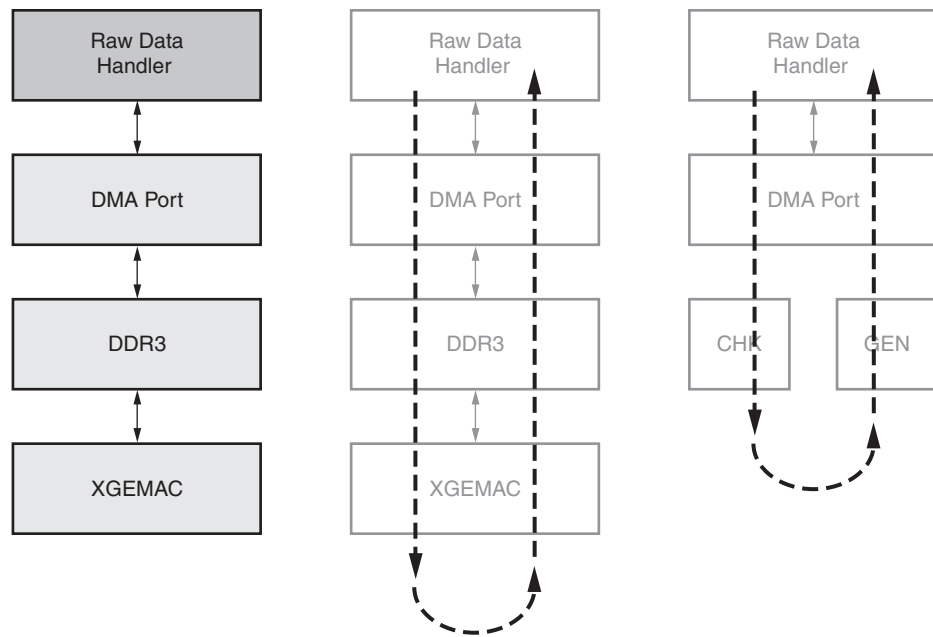 Raw Data
Handler
DMA Port
DDR3
XGEMAC
Raw Data
Handler
DMA Port
DDR3
XGEMAC
Raw Data
Handler
DMA Port
CHK
GEN